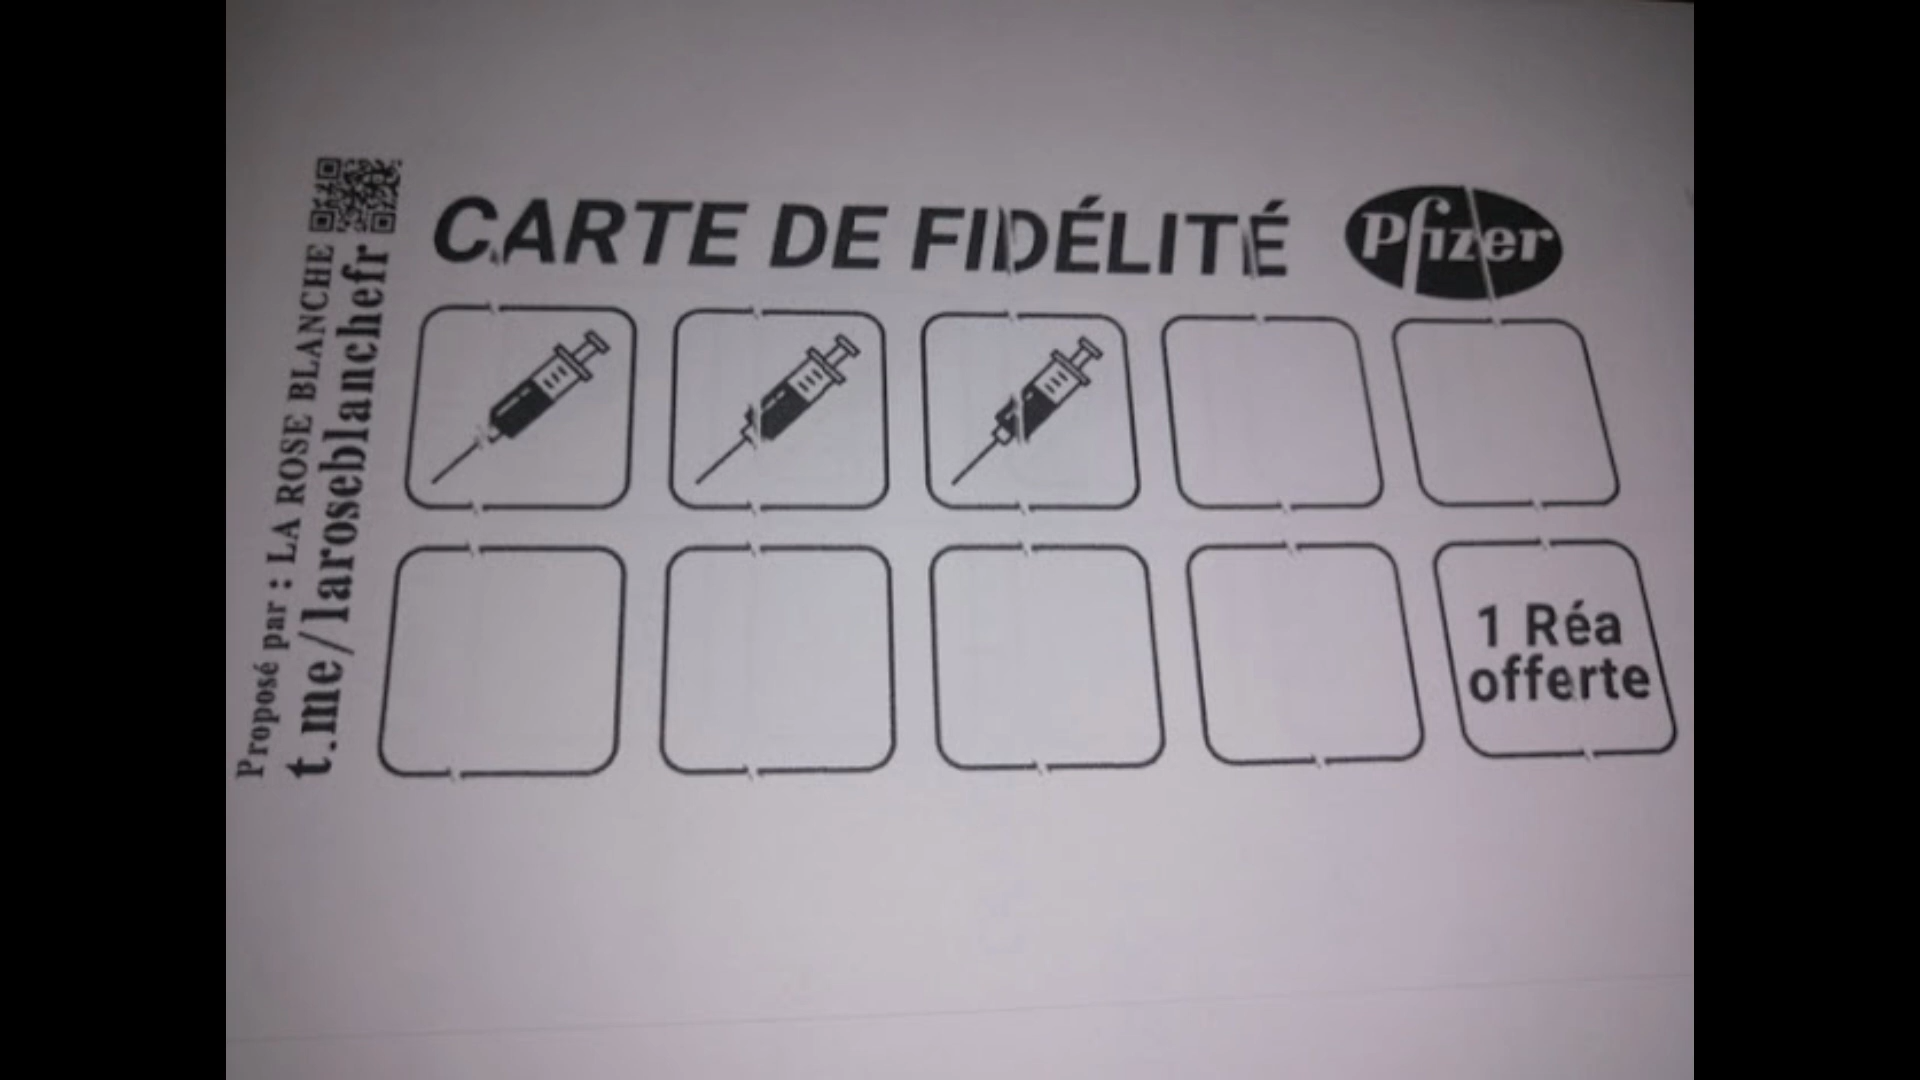 CARTE DE FIDÉLITÉ
Pfizer
1 Réa
offerte
Proposé par : LA ROSE BLANCHE
t.me/laroseblanchefr